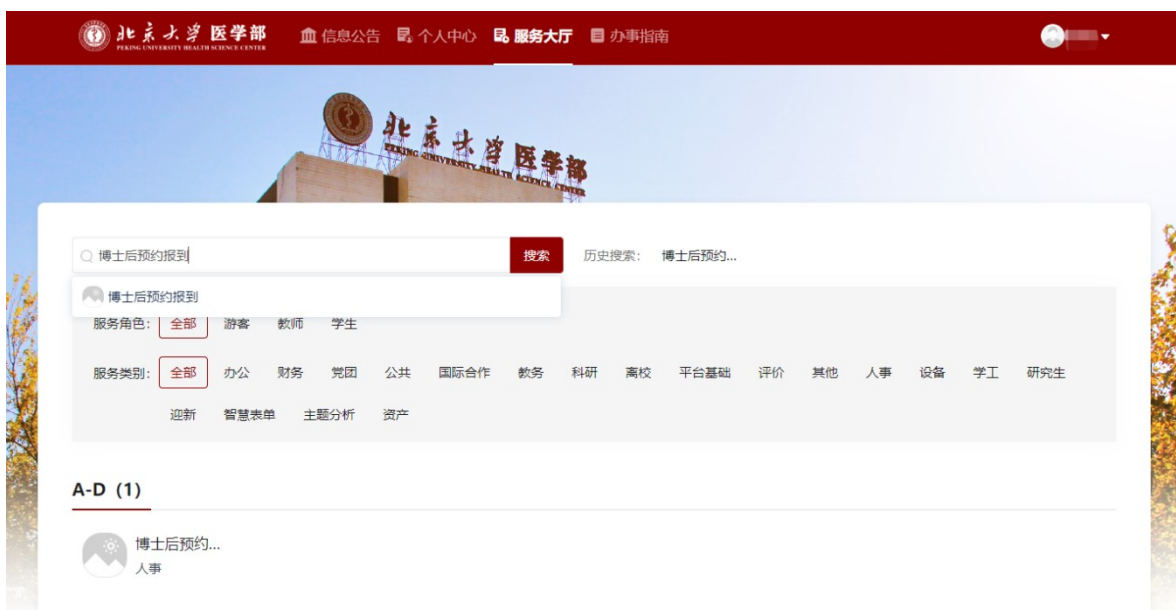 北京大学 医学部 信息公告 个人中心 服务大厅 办事指南
PEKING UNIVERSITY HEALTH SCIENCE CENTER
北京大学医学部
PEKING UNIVERSITY HEALTH SCIENCE CENTER
博士后预约报到 搜索 历史搜索： 博士后预约...
博士后预约报到
服务角色： 全部 游客 教师 学生
服务类别： 全部 办公 财务 党团 公共 国际合作 教务 科研 离校 平台基础 评价 其他 人事 设备 学工 研究生
迎新 智慧表单 主题分析 资产
A-D（1）
博士后预约...
人事